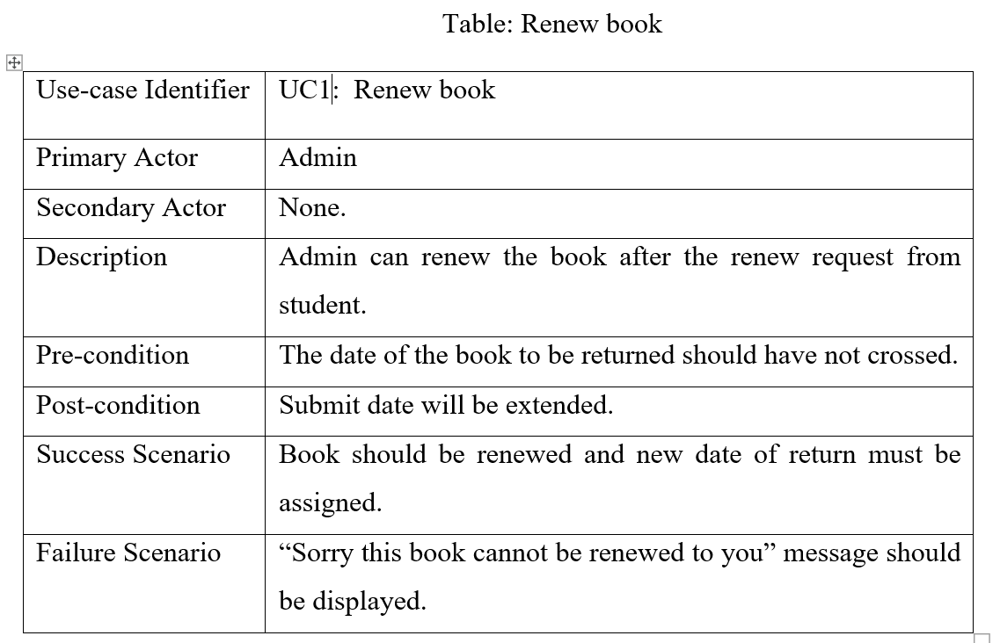 Table: Renew book
Use-case Identifier UC1: Renew book
Primary Actor Admin
Secondary Actor None.
Description Admin can renew the book after the renew request from
student.
Pre-condition The date of the book to be returned should have not crossed.
Post-condition Submit date will be extended.
Success Scenario Book should be renewed and new date of return must be
assigned.
Failure Scenario “Sorry this book cannot be renewed to you” message should
be displayed.